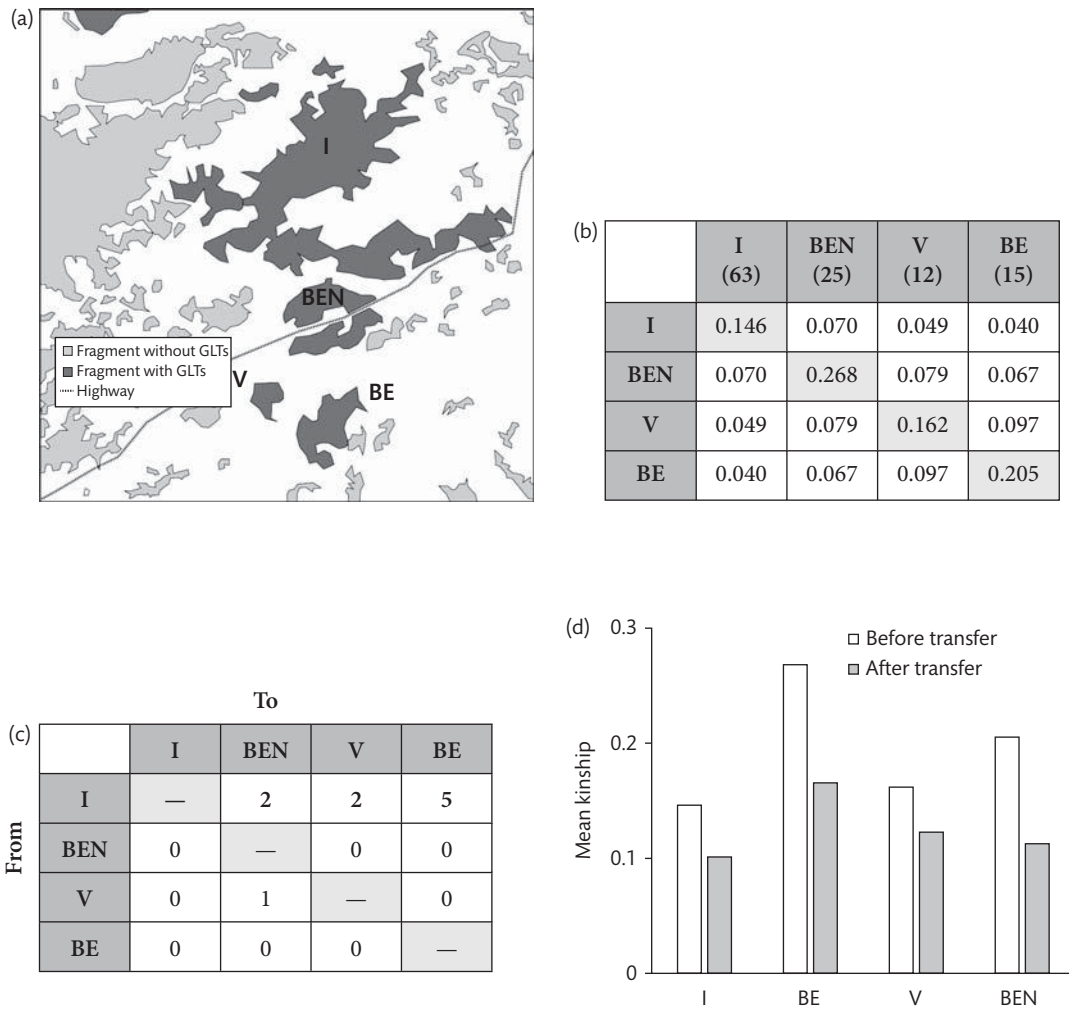 (a)
I
BEN
Fragment without GLTs
Fragment with GLTs
Highway
V
BE
(b)
I BEN V BE
(63) (25) (12) (15)
I 0.146 0.070 0.049 0.040
BEN 0.070 0.268 0.079 0.067
V 0.049 0.079 0.162 0.097
BE 0.040 0.067 0.097 0.205
(c)
To
I BEN V BE
From
I — 2 2 5
BEN 0 — 0 0
V 0 1 — 0
BE 0 0 0 —
(d)
Before transfer
After transfer
Mean kinship
0.3
0.2
0.1
0
I BE V BEN